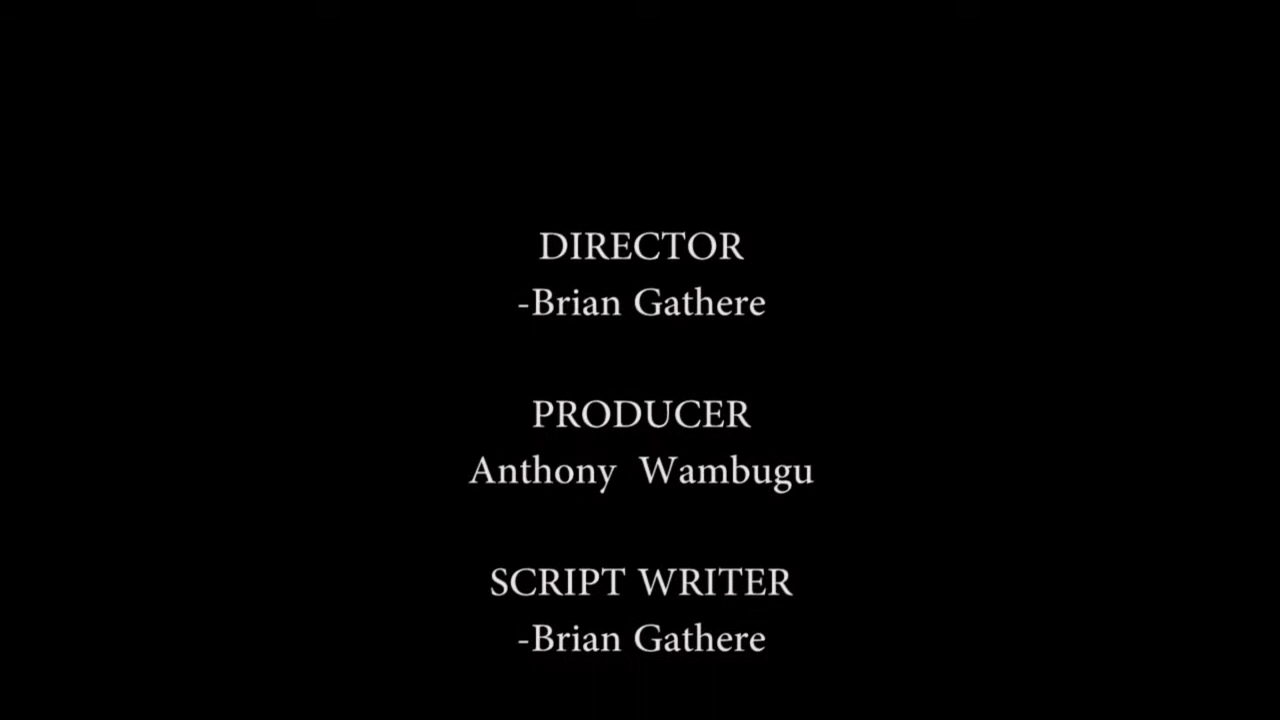 DIRECTOR
-Brian Gathere
PRODUCER
Anthony  Wambugu
SCRIPT WRITER
-Brian Gathere